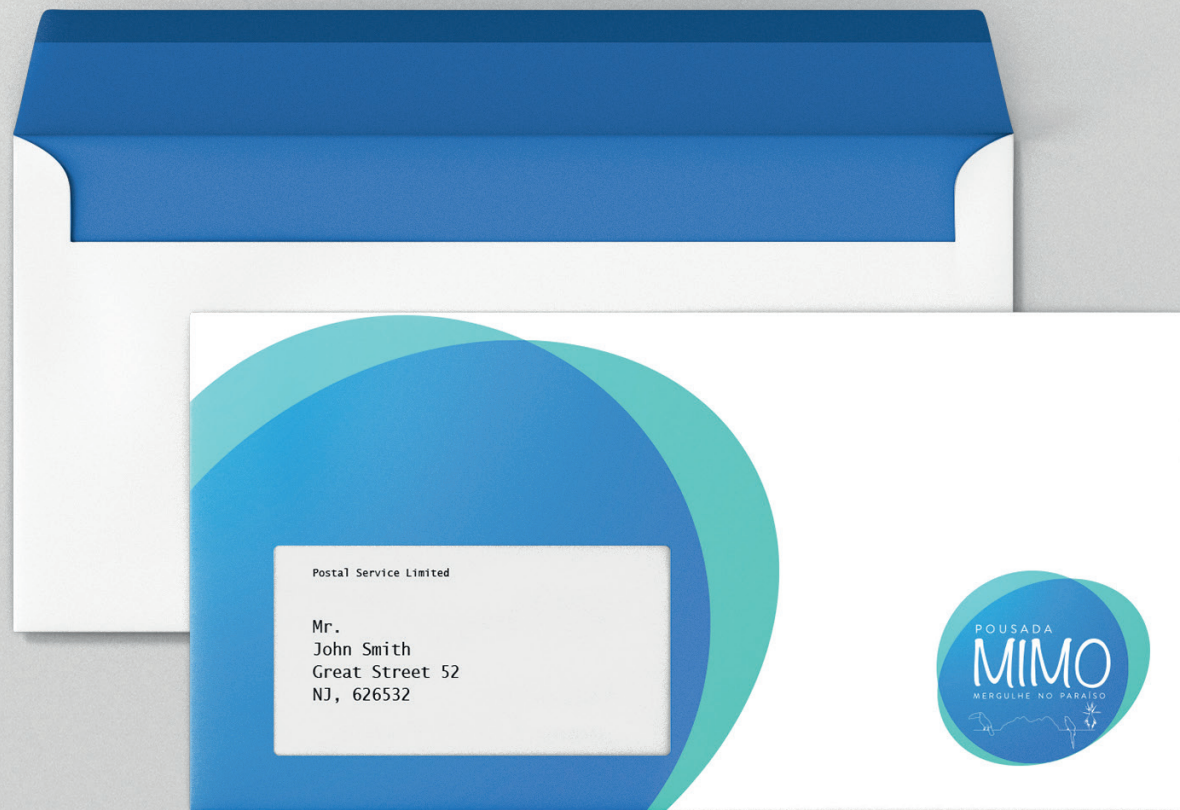 Postal Service Limited
Mr.
John Smith
Great Street 52
NJ, 626532
POUSADA
MIMO
MERGULHE NO PARAÍSO